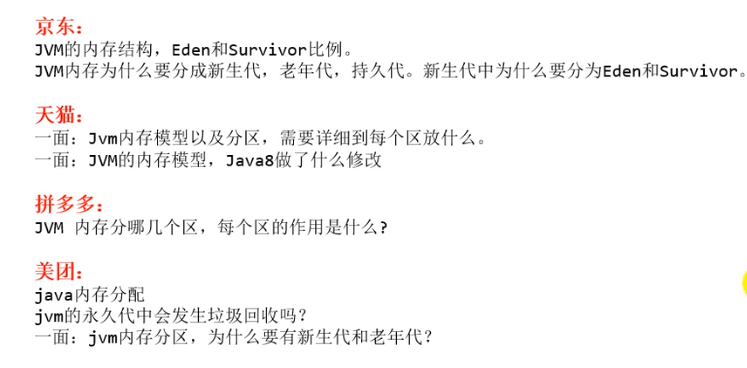 京东:
JVM的内存结构，Eden和Survivor比例。
JVM内存为什么要分成新生代，老年代，持久代。新生代中为什么要分为Eden和Survivor。
天猫:
一面: Jvm内存模型以及分区，需要详细到每个区放什么。
一面: JVM的内存模型，Java8做了什么修改
拼多多:
JVM 内存分哪几个区，每个区的作用是什么?
美团:
java内存分配
jvm的永久代中会发生垃圾回收吗?
一面: jvm内存分区，为什么要有新生代和老年代?